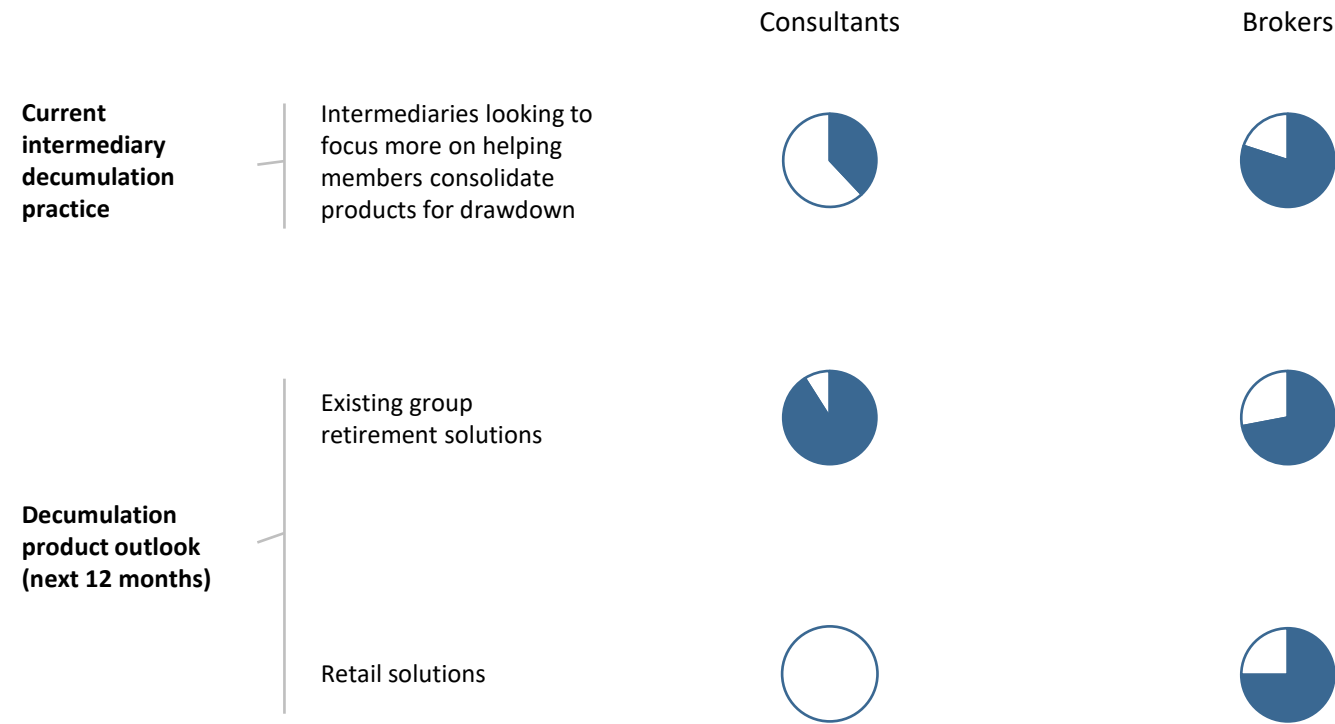 Consultants
Brokers
Current
intermediary
decumulation
practice
Intermediaries looking to
focus more on helping
members consolidate
products for drawdown
Decumulation
product outlook
(next 12 months)
Existing group
retirement solutions
Retail solutions